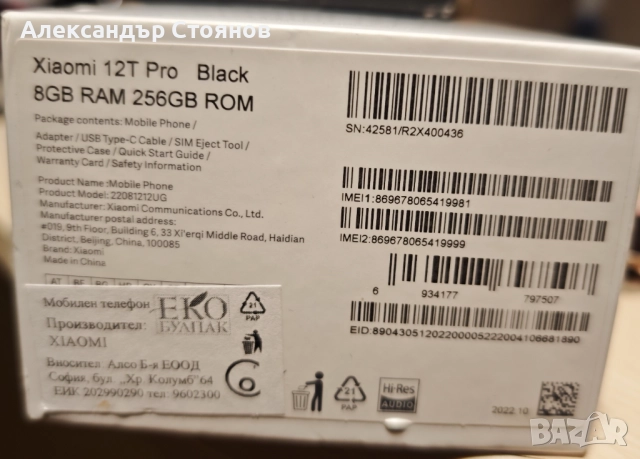 Александър Стоянов
Xiaomi 12T Pro Black
8GB RAM 256GB ROM
Package contents: Mobile Phone /
Adapter / USB Type-C Cable / SIM Eject Tool /
Protective Case / Quick Start Guide /
Warranty Card / Safety Information
Product Name : Mobile Phone
Product Model: 22081212UG
Manufacturer: Xiaomi Communications Co., Ltd.
Manufacturer postal address:
#019, 9th Floor, Building 6, 33 Xi'erqi Middle Road, Haidian
District, Beijing, China, 100085
Brand: Xiaomi
Made in China
SN:42581/R2X400436
IMEI1:869678065419981
IMEI2:869678065419999
6 934177 797507
EID:89043051202200005222004106681890
Мобилен телефон
Производител:
XIAOMI
ЕКО
БУЛПАК
21
PAP
Вносител: Алсо Б-я ЕООД
София, бул. „Хр. Колумб" 64
ЕИК 202990290 тел. 9602300
21
PAP
Hi-Res
AUDIO
2022.10
BAZAR